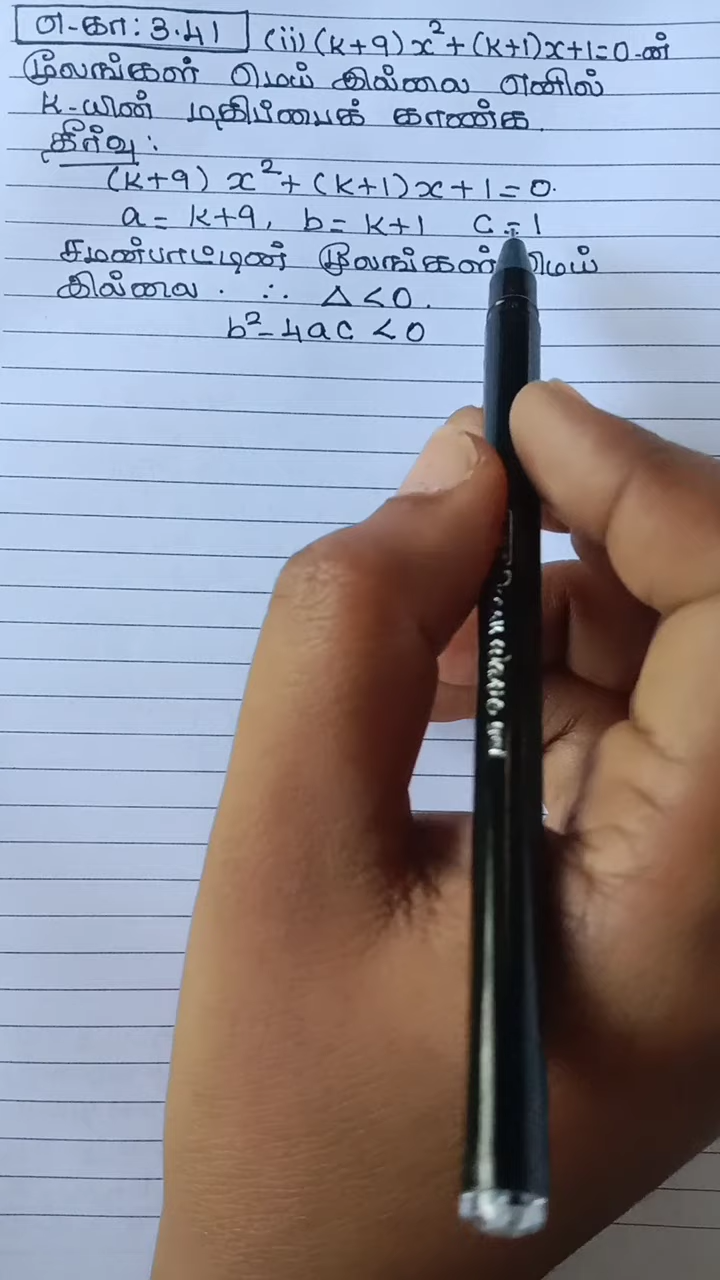 எ-கா: 3.41 (ii) (k+9) x² + (k+1)x+1=0-ன்
மூலங்கள் மெய் இல்லை எனில்
k-யின் மதிப்பைக் காண்க.
தீர்வு:
(k+9) x² + (k+1)x+1=0.
a = k+9, b = k+1 c = 1
சமன்பாட்டின் மூலங்கள் மெய்
இல்லை. ∴ Δ < 0.
b² - 4ac < 0